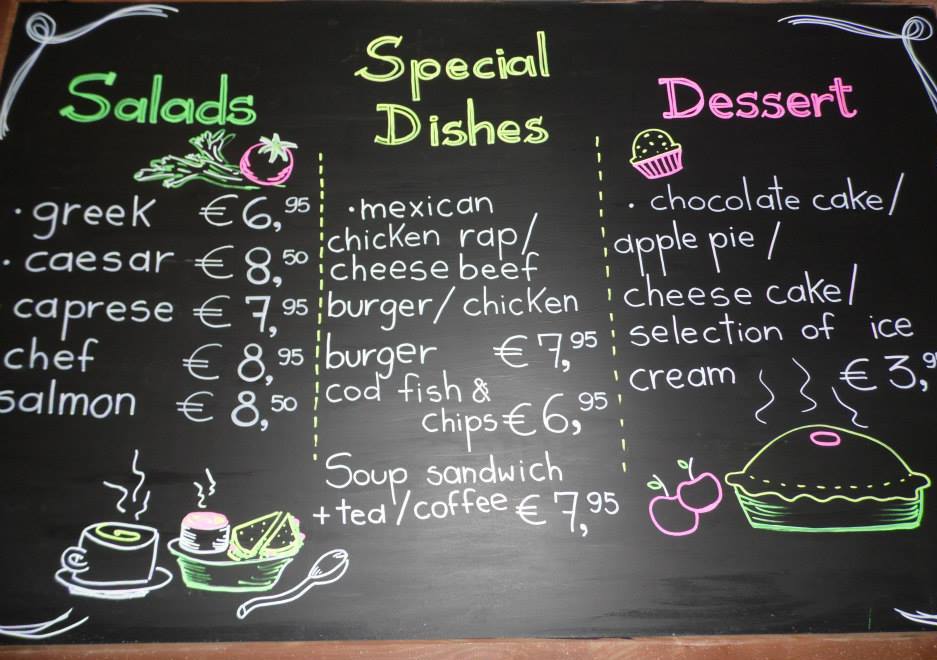 Salads
· greek € 6,95
· caesar € 8,50
caprese € 7,95
chef € 8,95
salmon € 8,50
Special
Dishes
· mexican
chicken rap/
cheese beef
burger/ chicken
burger € 7,95
cod fish &
chips € 6,95
Soup sandwich
+ tea/coffee € 7,95
Dessert
· chocolate cake/
apple pie /
cheese cake/
selection of ice
cream € 3,9